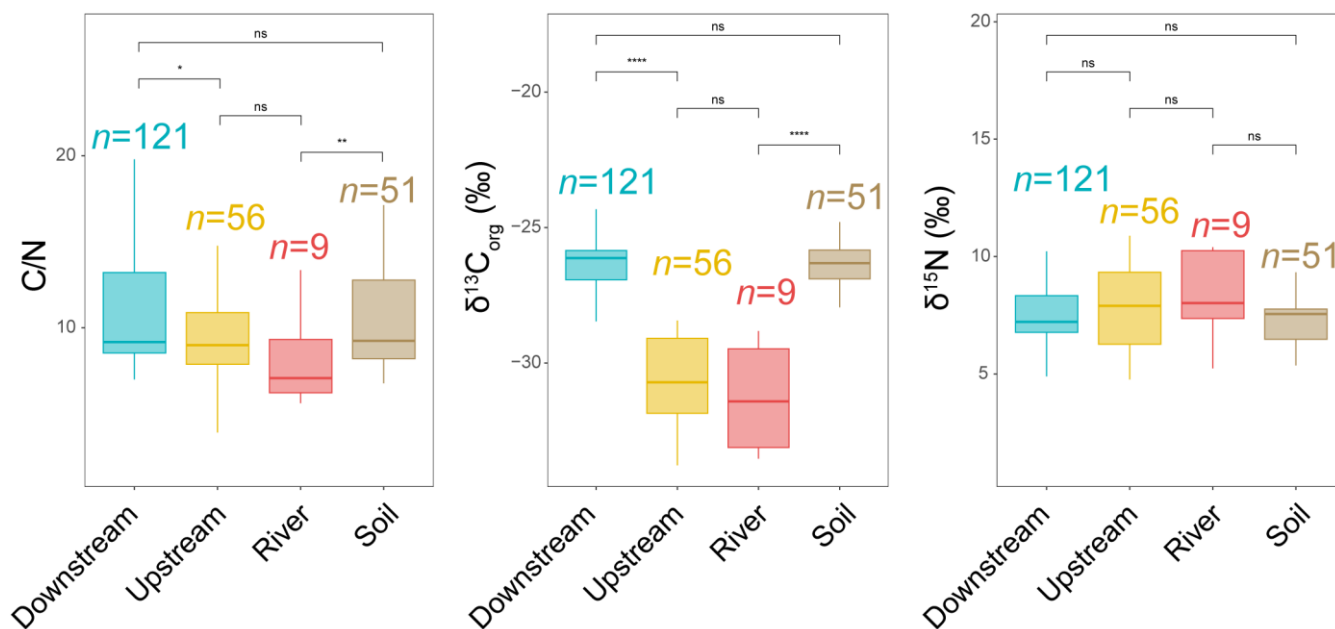 C/N
20
10
ns
*
ns
**
n=121
n=56
n=9
n=51
Downstream
Upstream
River
Soil
δ¹³C_org (‰)
−20
−25
−30
ns
****
ns
****
n=121
n=56
n=9
n=51
Downstream
Upstream
River
Soil
δ¹⁵N (‰)
20
15
10
5
ns
ns
ns
ns
n=121
n=56
n=9
n=51
Downstream
Upstream
River
Soil